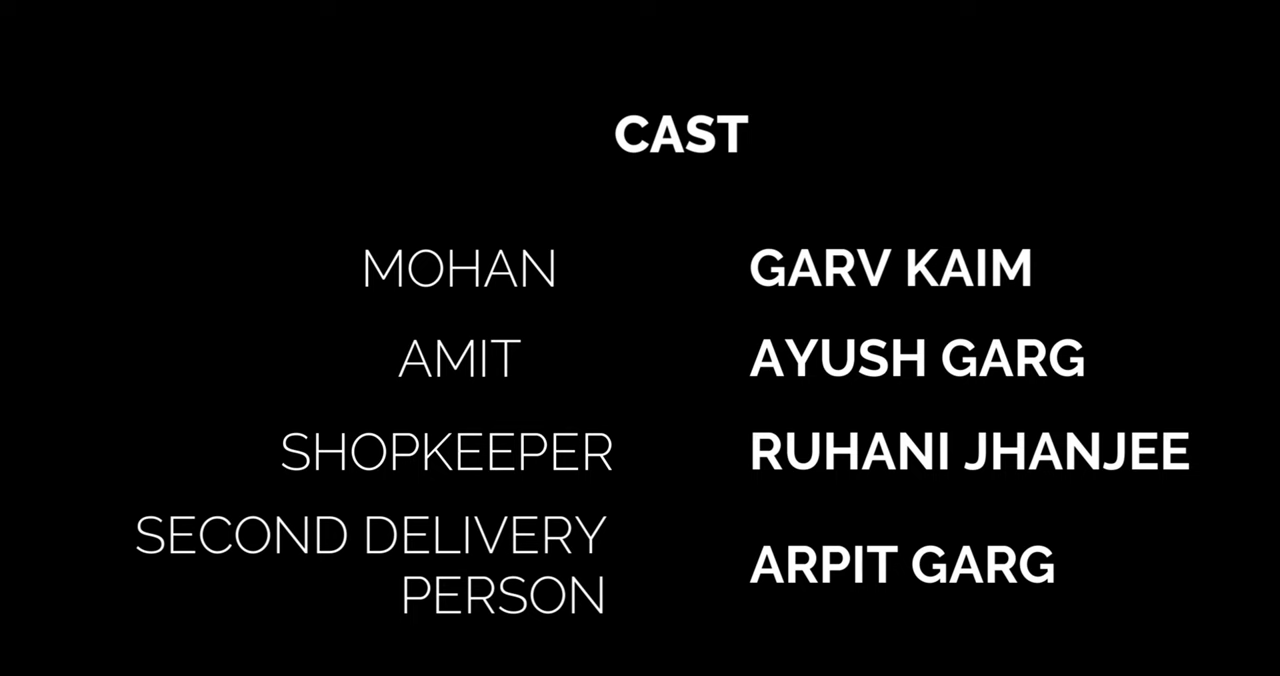 CAST
MOHAN GARV KAIM
AMIT AYUSH GARG
SHOPKEEPER RUHANI JHANJEE
SECOND DELIVERY
PERSON ARPIT GARG